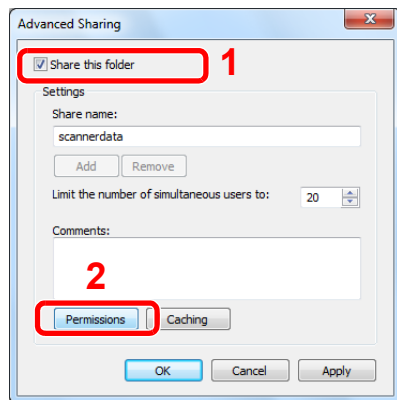 Advanced Sharing
Share this folder 1
Settings
Share name:
scannerdata
Add Remove
Limit the number of simultaneous users to: 20
Comments:
2
Permissions Caching
OK Cancel Apply